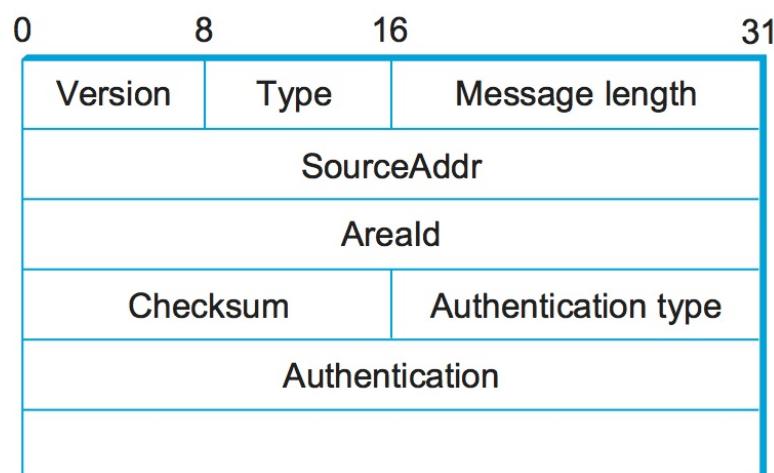 0 8 16 31
Version Type Message length
SourceAddr
AreaId
Checksum Authentication type
Authentication